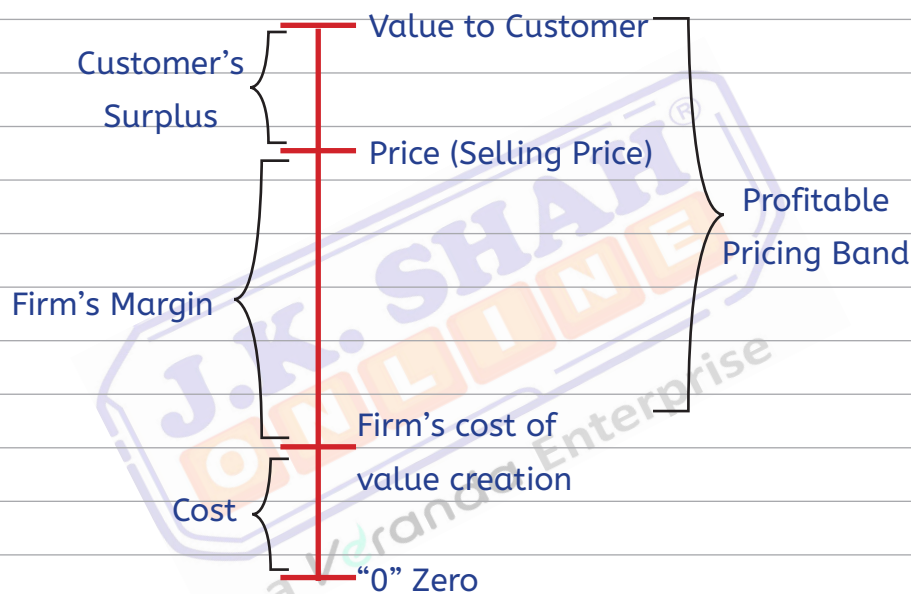 Value to Customer
Customer’s
Surplus
Price (Selling Price)
Profitable
Pricing Band
Firm’s Margin
Firm’s cost of
value creation
Cost
“0” Zero
J.K. SHAH®
ONLINE
a Veranda Enterprise